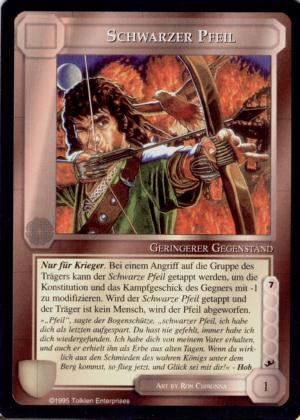 SCHWARZER PFEIL
GERINGERER GEGENSTAND
Nur für Krieger. Bei einem Angriff auf die Gruppe des
Trägers kann der Schwarze Pfeil getappt werden, um die
Konstitution und das Kampfgeschick des Gegners mit -1
zu modifizieren. Wird der Schwarze Pfeil getappt und
der Träger ist kein Mensch, wird der Pfeil abgeworfen.
»„Pfeil", sagte der Bogenschütze, „schwarzer Pfeil, ich habe
dich als letzten aufgespart. Du hast nie gefehlt, immer habe ich
dich wiedergefunden. Ich habe dich von meinem Vater erhalten,
und auch er erhielt ihn als Erbe aus alten Tagen. Wenn du wirk-
lich aus den Schmieden des wahren Königs unter dem
Berg kommst, so flieg jetzt, und Glück sei mit dir!« - Hob.
7
1
©1995 Tolkien Enterprises
ART BY RON CHIRONNA